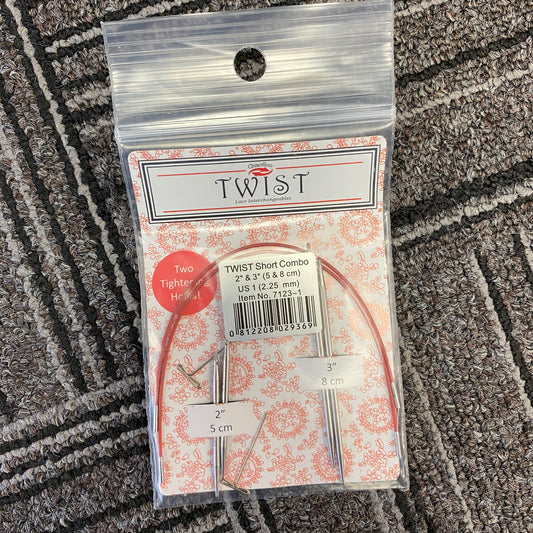 ChiaoGoo
TWIST
Lace Interchangeables
Two
Tightening
Holes!
TWIST Short Combo
2" & 3" (5 & 8 cm)
US 1 (2.25 mm)
Item No. 7123-1
0 812208 029369
3"
8 cm
2"
5 cm